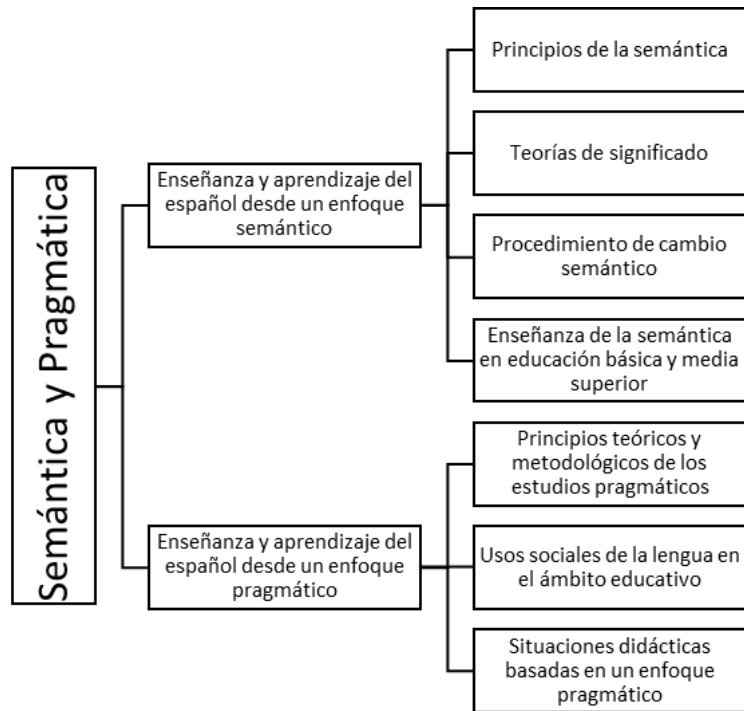 Semántica y Pragmática
Enseñanza y aprendizaje del
español desde un enfoque
semántico
Principios de la semántica
Teorías de significado
Procedimiento de cambio
semántico
Enseñanza de la semántica
en educación básica y media
superior
Enseñanza y aprendizaje del
español desde un enfoque
pragmático
Principios teóricos y
metodológicos de los
estudios pragmáticos
Usos sociales de la lengua en
el ámbito educativo
Situaciones didácticas
basadas en un enfoque
pragmático